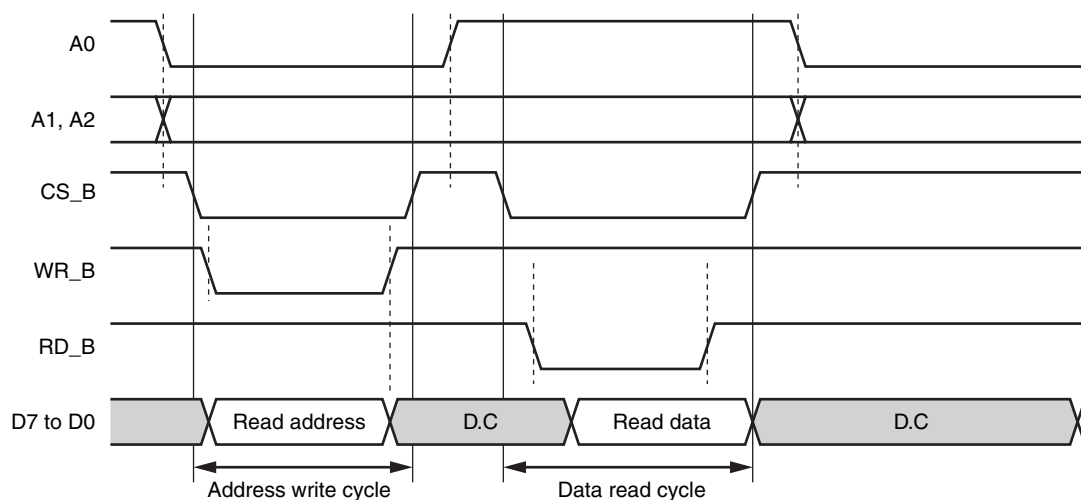 A0
A1, A2
CS_B
WR_B
RD_B
D7 to D0 Read address D.C Read data D.C
Address write cycle Data read cycle